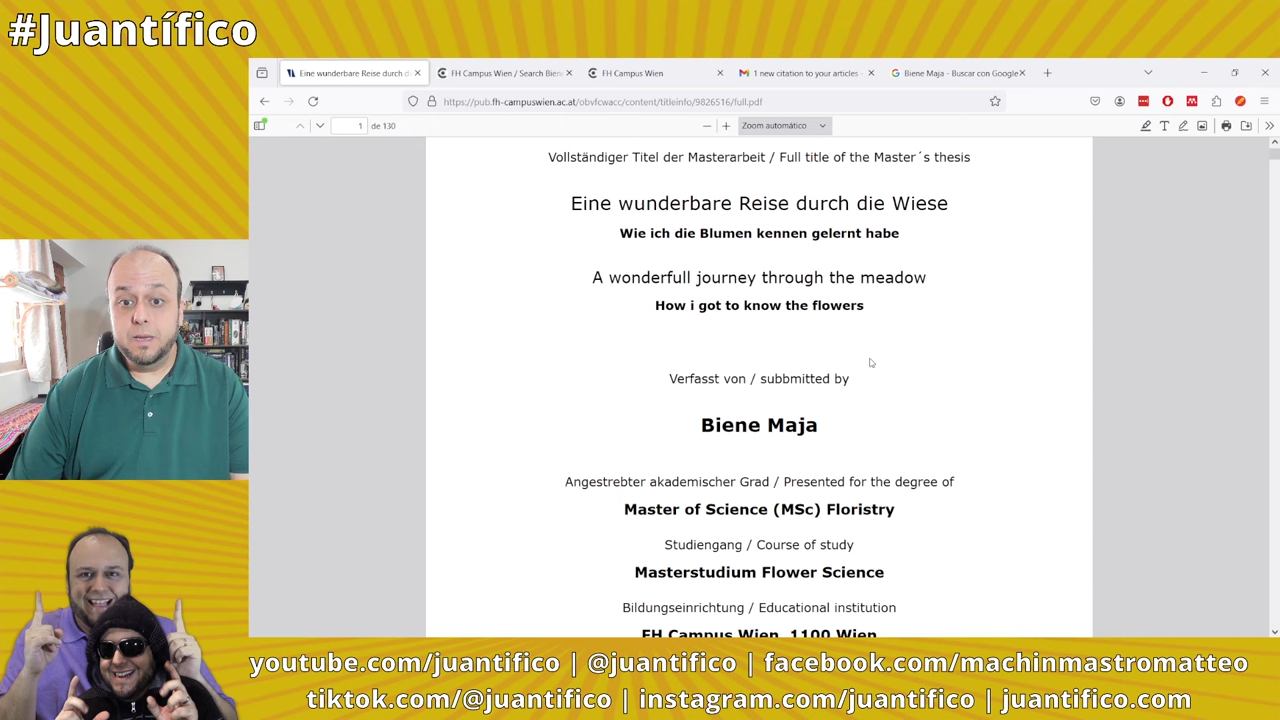 #Juantífico
Eine wunderbare Reise durch di
FH Campus Wien / Search Bien
FH Campus Wien
1 new citation to your articles -
Biene Maja - Buscar con Google
https://pub.fh-campuswien.ac.at/obvfcwacc/content/titleinfo/9826516/full.pdf
1 de 130
Zoom automático
Vollständiger Titel der Masterarbeit / Full title of the Master´s thesis
Eine wunderbare Reise durch die Wiese
Wie ich die Blumen kennen gelernt habe
A wonderfull journey through the meadow
How i got to know the flowers
Verfasst von / subbmitted by
Biene Maja
Angestrebter akademischer Grad / Presented for the degree of
Master of Science (MSc) Floristry
Studiengang / Course of study
Masterstudium Flower Science
Bildungseinrichtung / Educational institution
FH Campus Wien, 1100 Wien
youtube.com/juantifico | @juantifico | facebook.com/machinmastromatteo
tiktok.com/@juantifico | instagram.com/juantifico | juantifico.com